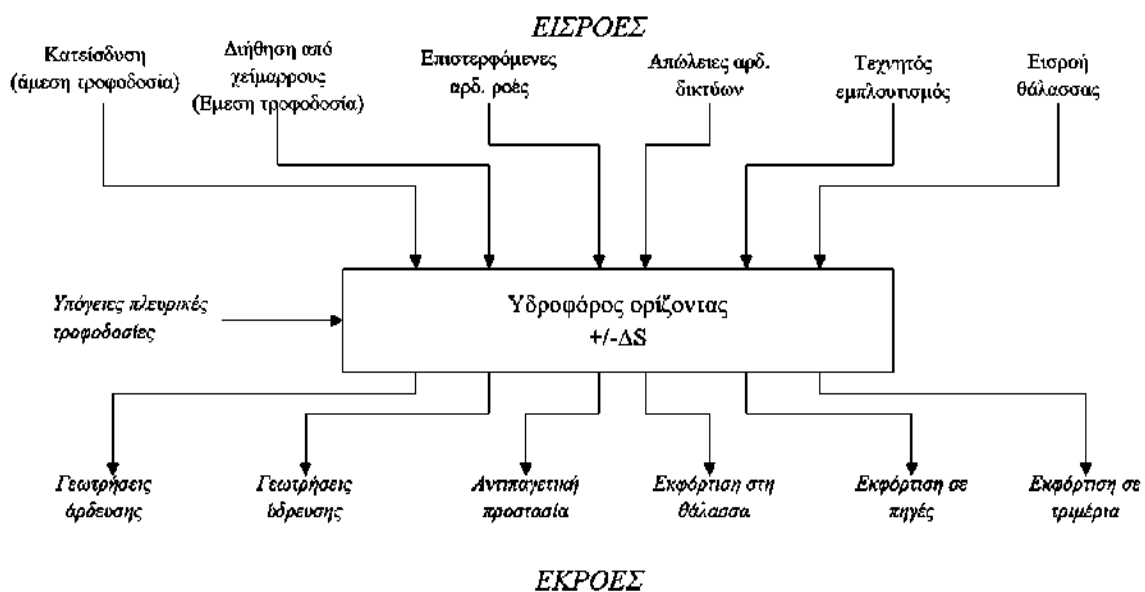 ΕΙΣΡΟΕΣ
Κατείσδυση
(άμεση τροφοδοσία)
Διήθηση από
χείμαρρους
(Εμεση τροφοδοσία)
Επιστερφόμενες
αρδ. ροές
Απώλειες αρδ.
δικτύων
Τεχνητός
εμπλουτισμός
Εισροή
θάλασσας
Υπόγειες πλευρικές
τροφοδοσίες
Υδροφόρος ορίζοντας
+/-ΔS
Γεωτρήσεις
άρδευσης
Γεωτρήσεις
ύδρευσης
Αντιπαγετική
προστασία
Εκφόρτιση στη
θάλασσα
Εκφόρτιση σε
πηγές
Εκφόρτιση σε
τριμέρια
ΕΚΡΟΕΣ